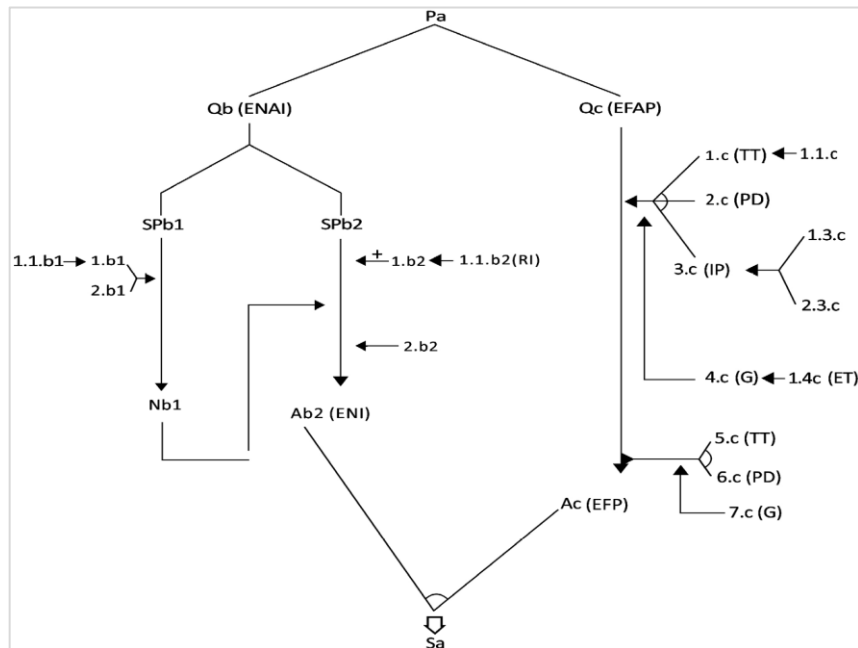 Pa
Qb (ENAI)
Qc (EFAP)
1.c (TT)
1.1.c
2.c (PD)
3.c (IP)
1.3.c
2.3.c
SPb1
SPb2
1.1.b1
1.b1
2.b1
+
1.b2
1.1.b2(RI)
2.b2
4.c (G)
1.4c (ET)
Nb1
Ab2 (ENI)
5.c (TT)
6.c (PD)
7.c (G)
Ac (EFP)
Sa